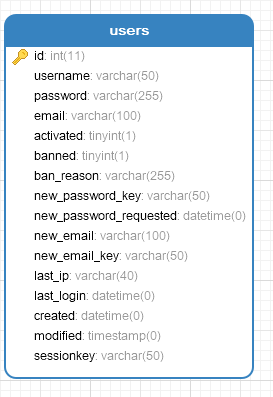 users
id: int(11)
username: varchar(50)
password: varchar(255)
email: varchar(100)
activated: tinyint(1)
banned: tinyint(1)
ban_reason: varchar(255)
new_password_key: varchar(50)
new_password_requested: datetime(0)
new_email: varchar(100)
new_email_key: varchar(50)
last_ip: varchar(40)
last_login: datetime(0)
created: datetime(0)
modified: timestamp(0)
sessionkey: varchar(50)